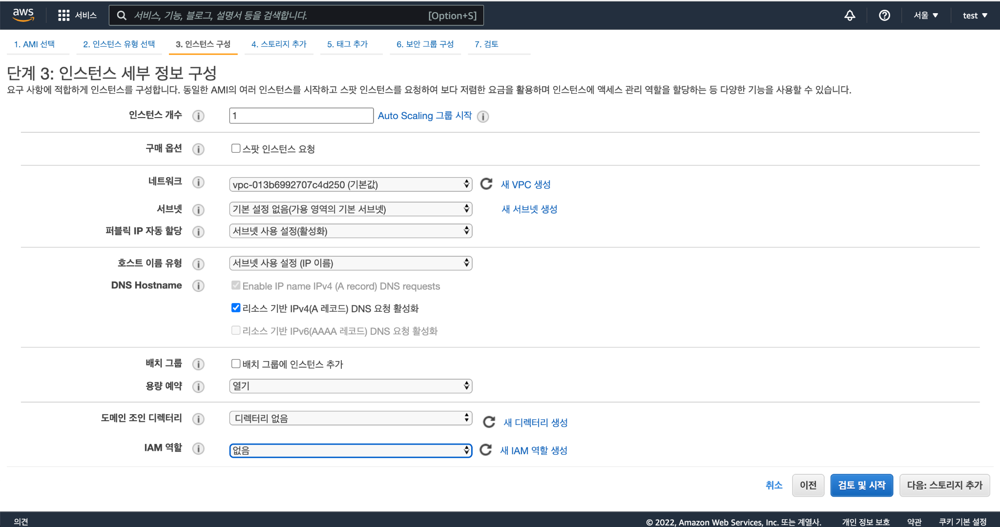 aws 서비스 서비스, 기능, 블로그, 설명서 등을 검색합니다. [Option+S] 서울 ▼ test ▼
1. AMI 선택 2. 인스턴스 유형 선택 3. 인스턴스 구성 4. 스토리지 추가 5. 태그 추가 6. 보안 그룹 구성 7. 검토
단계 3: 인스턴스 세부 정보 구성
요구 사항에 적합하게 인스턴스를 구성합니다. 동일한 AMI의 여러 인스턴스를 시작하고 스팟 인스턴스를 요청하여 보다 저렴한 요금을 활용하며 인스턴스에 액세스 관리 역할을 할당하는 등 다양한 기능을 사용할 수 있습니다.
인스턴스 개수 1 Auto Scaling 그룹 시작
구매 옵션 스팟 인스턴스 요청
네트워크 vpc-013b6992707c4d250 (기본값) 새 VPC 생성
서브넷 기본 설정 없음(가용 영역의 기본 서브넷) 새 서브넷 생성
퍼블릭 IP 자동 할당 서브넷 사용 설정(활성화)
호스트 이름 유형 서브넷 사용 설정 (IP 이름)
DNS Hostname Enable IP name IPv4 (A record) DNS requests
리소스 기반 IPv4(A 레코드) DNS 요청 활성화
리소스 기반 IPv6(AAAA 레코드) DNS 요청 활성화
배치 그룹 배치 그룹에 인스턴스 추가
용량 예약 열기
도메인 조인 디렉터리 디렉터리 없음 새 디렉터리 생성
IAM 역할 없음 새 IAM 역할 생성
취소 이전 검토 및 시작 다음: 스토리지 추가
의견 © 2022, Amazon Web Services, Inc. 또는 계열사. 개인 정보 보호 약관 쿠키 기본 설정